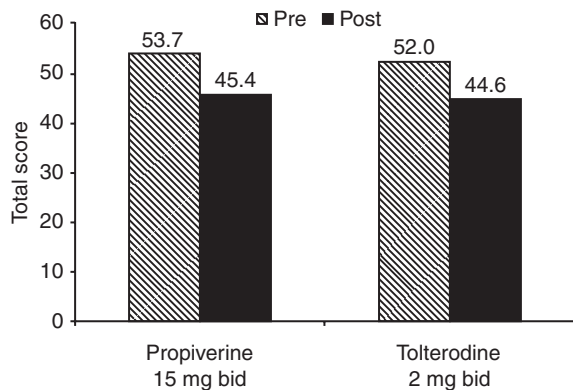 Pre Post
60
50
40
30
20
10
0
Total score
53.7
45.4
52.0
44.6
Propiverine
15 mg bid
Tolterodine
2 mg bid